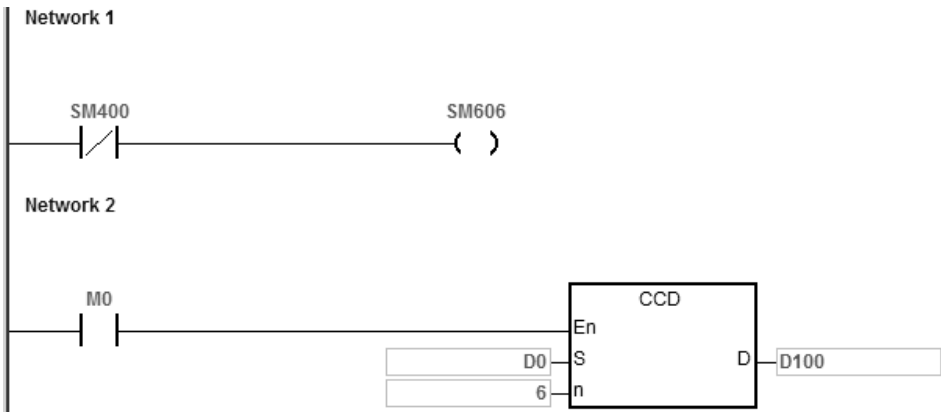 Network 1
SM400 SM606
Network 2
M0
CCD
En
D0 S D D100
6 n